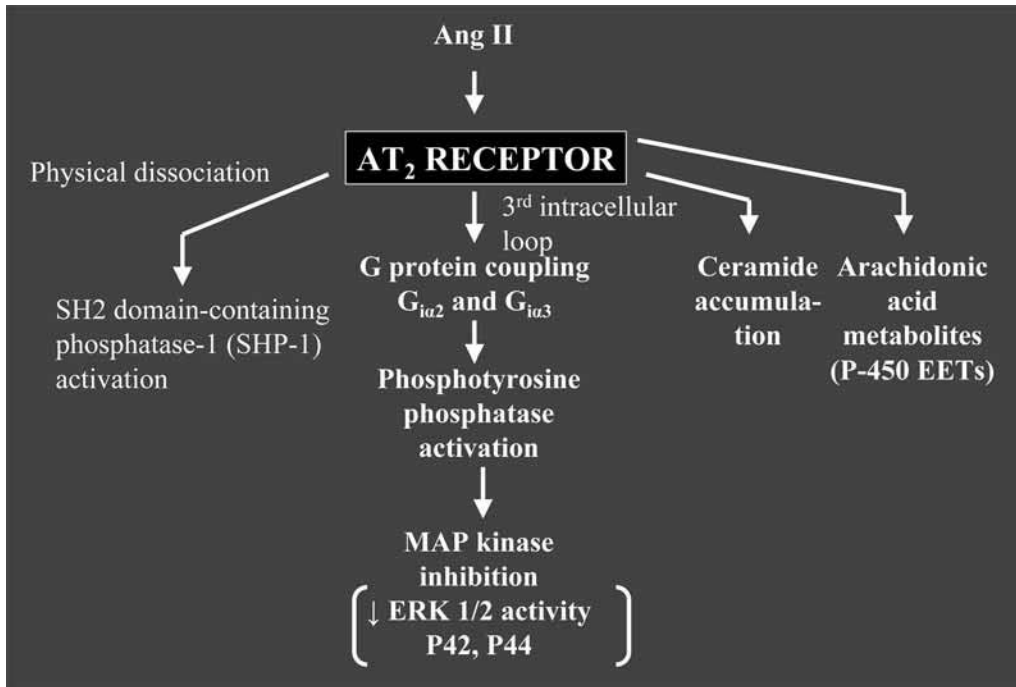 Ang II
AT₂ RECEPTOR
Physical dissociation
SH2 domain-containing
phosphatase-1 (SHP-1)
activation
3ʳᵈ intracellular
loop
G protein coupling
Giα2 and Giα3
Phosphotyrosine
phosphatase
activation
MAP kinase
inhibition
↓ ERK 1/2 activity
P42, P44
Ceramide
accumula-
tion
Arachidonic
acid
metabolites
(P-450 EETs)